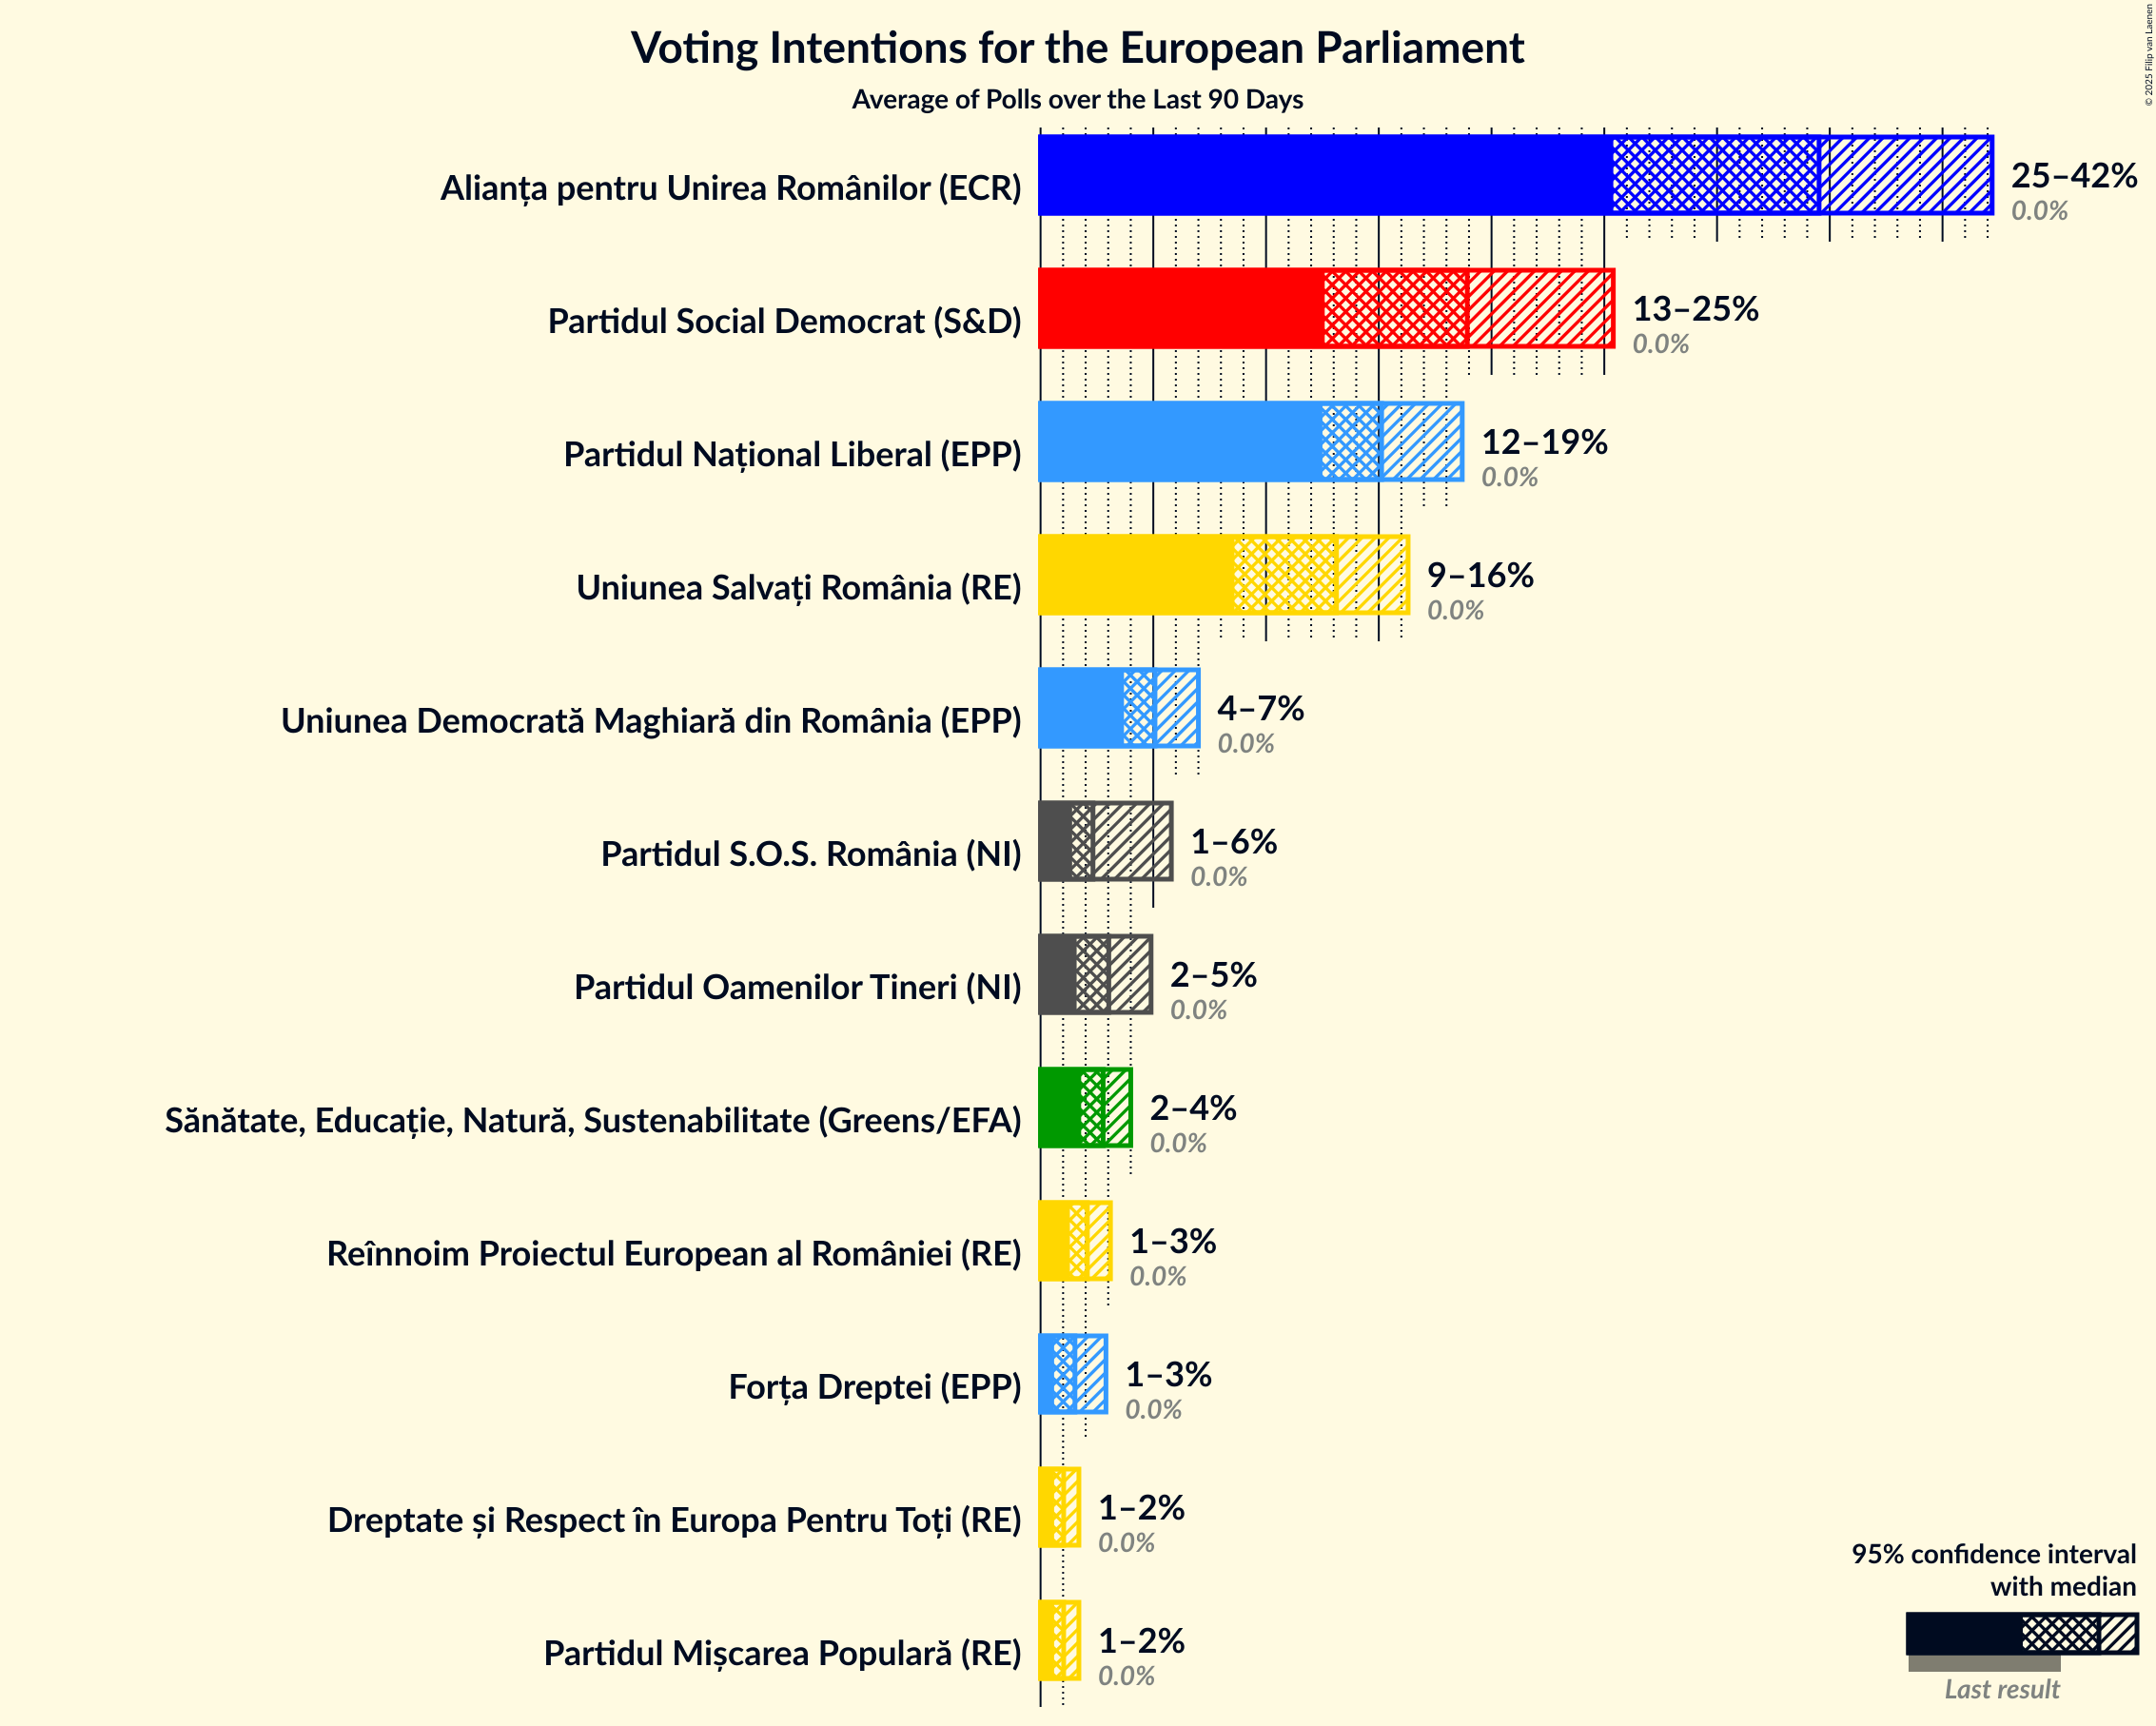 © 2025 Filip van Laenen
Voting Intentions for the European Parliament
Average of Polls over the Last 90 Days
Alianța pentru Unirea Românilor (ECR)
25–42%
0.0%
Partidul Social Democrat (S&D)
13–25%
0.0%
Partidul Național Liberal (EPP)
12–19%
0.0%
Uniunea Salvați România (RE)
9–16%
0.0%
Uniunea Democrată Maghiară din România (EPP)
4–7%
0.0%
Partidul S.O.S. România (NI)
1–6%
0.0%
Partidul Oamenilor Tineri (NI)
2–5%
0.0%
Sănătate, Educație, Natură, Sustenabilitate (Greens/EFA)
2–4%
0.0%
Reînnoim Proiectul European al României (RE)
1–3%
0.0%
Forța Dreptei (EPP)
1–3%
0.0%
Dreptate și Respect în Europa Pentru Toți (RE)
1–2%
0.0%
Partidul Mișcarea Populară (RE)
1–2%
0.0%
95% confidence interval
with median
Last result